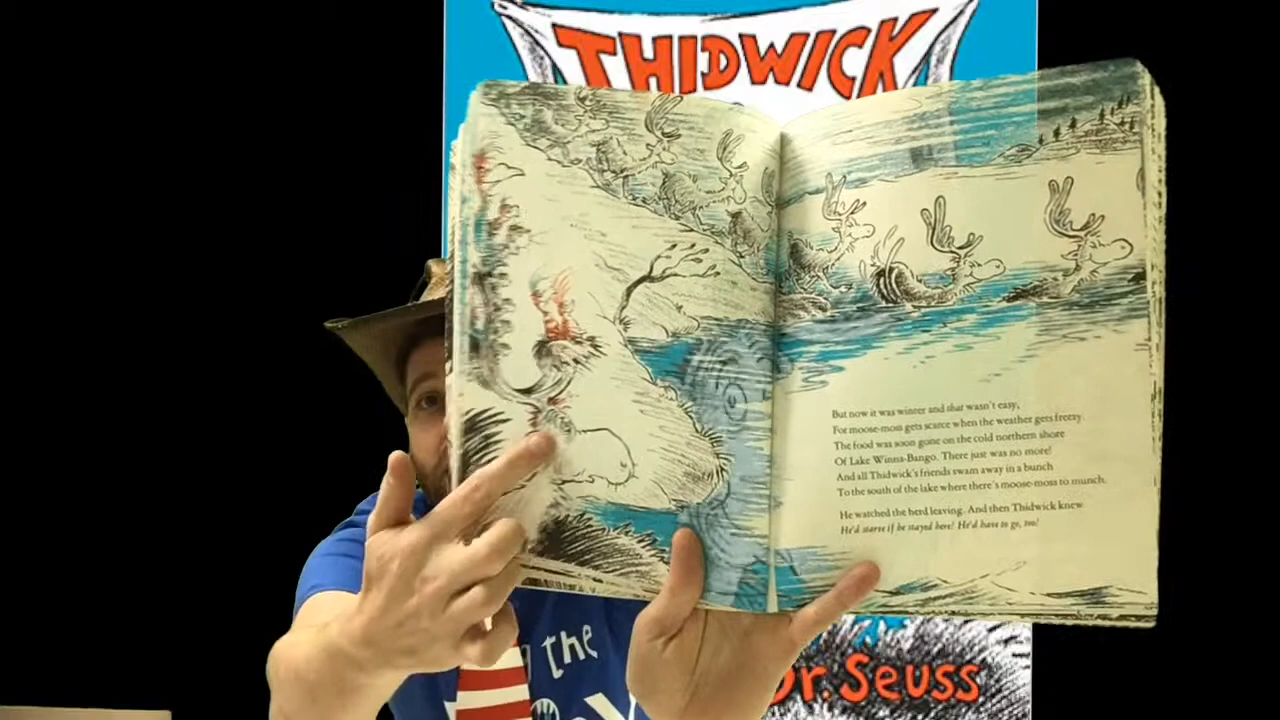 THIDWICK
But now it was winter and that wasn't easy,
For moose-moss gets scarce when the weather gets freezy.
The food was soon gone on the cold northern shore
Of Lake Winna-Bango. There just was no more!
And all Thidwick's friends swam away in a bunch
To the south of the lake where there's moose-moss to munch.
He watched the herd leaving. And then Thidwick knew
He'd starve if he stayed here! He'd have to go, too!
the
Dr. Seuss